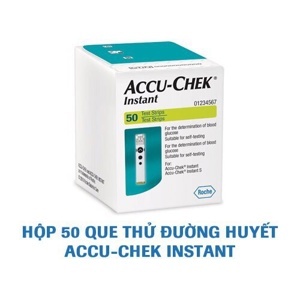 ACCU-CHEK®
Instant
01234567
50 Test Strips
Test Strips
For the determination of blood
glucose
Suitable for self-testing
For the determination of blood
glucose
Suitable for self-testing
For use with:
Accu-Chek® Instant
Accu-Chek® Instant S
Roche
HỘP 50 QUE THỬ ĐƯỜNG HUYẾT
ACCU-CHEK INSTANT